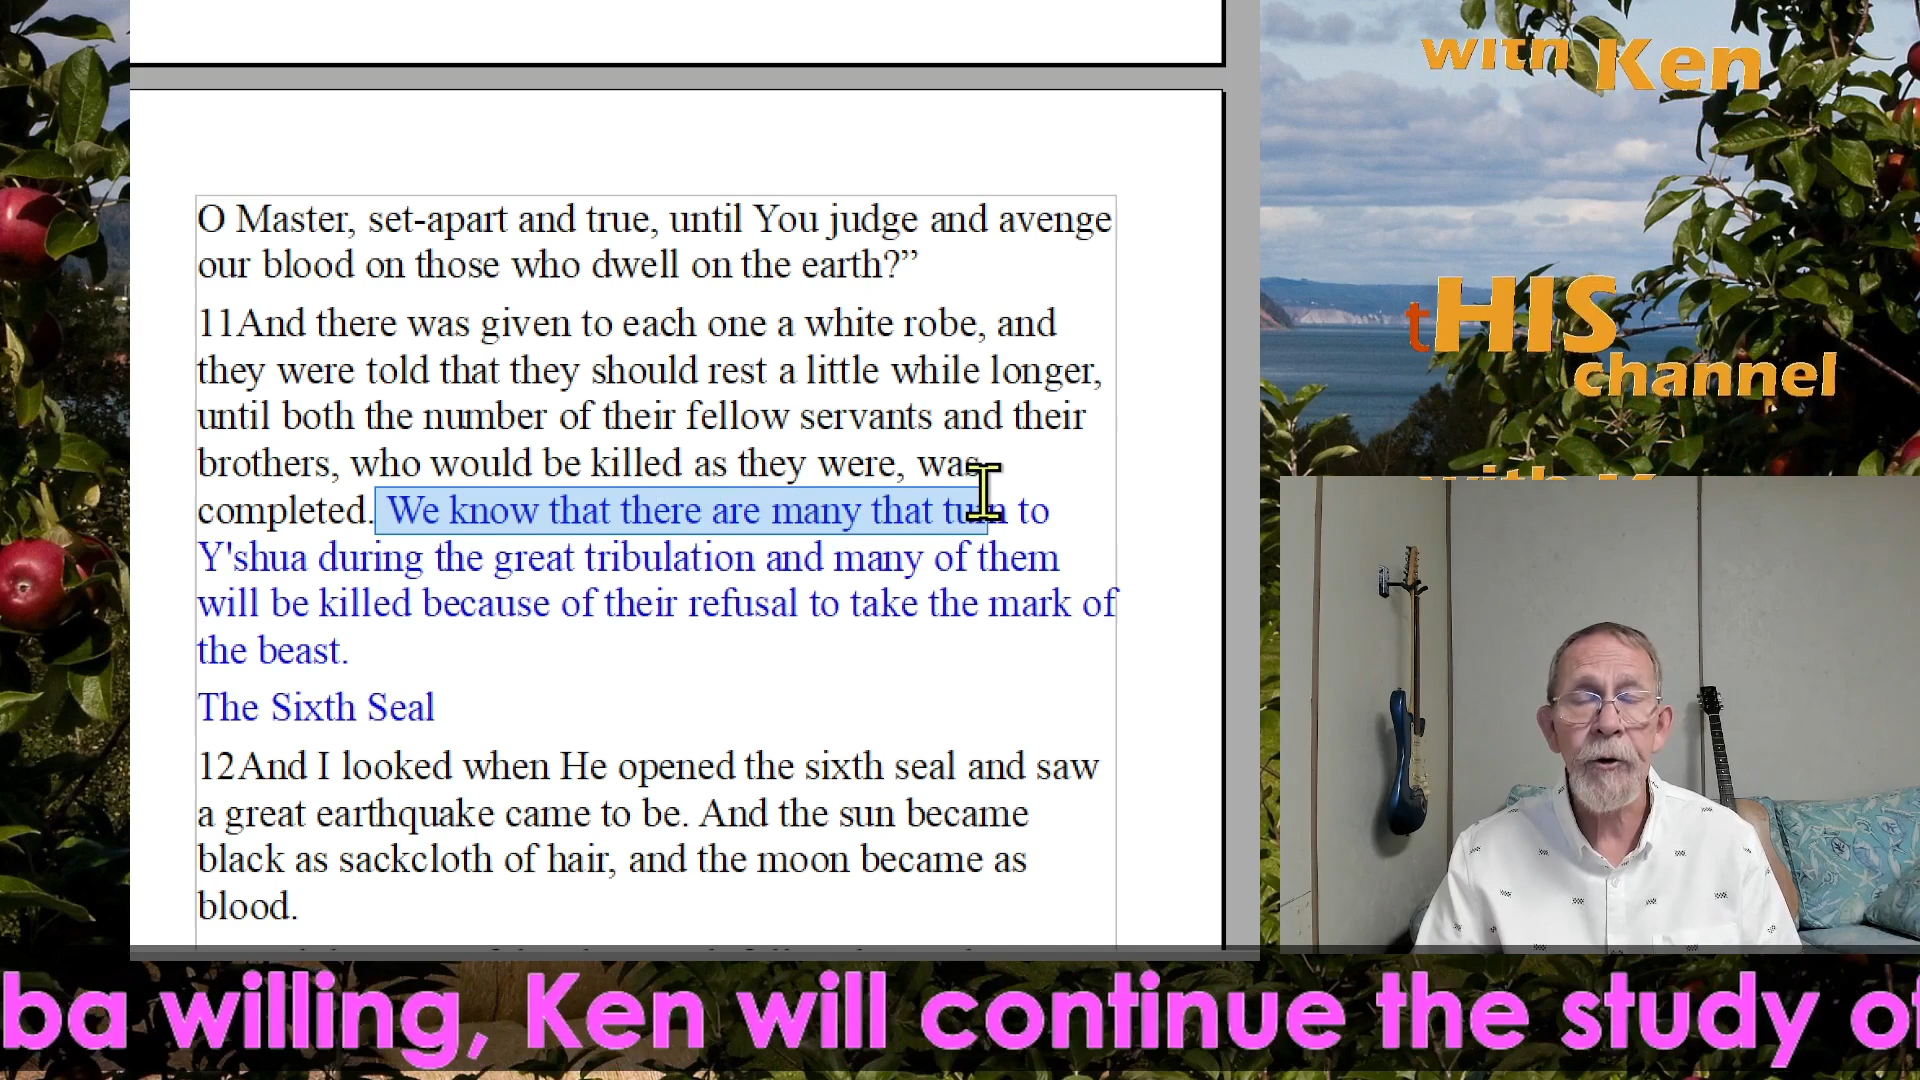 with Ken
O Master, set-apart and true, until You judge and avenge
our blood on those who dwell on the earth?”
11And there was given to each one a white robe, and
they were told that they should rest a little while longer,
until both the number of their fellow servants and their
brothers, who would be killed as they were, was
completed. We know that there are many that turn to
Y'shua during the great tribulation and many of them
will be killed because of their refusal to take the mark of
the beast.
The Sixth Seal
12And I looked when He opened the sixth seal and saw
a great earthquake came to be. And the sun became
black as sackcloth of hair, and the moon became as
blood.
tHIS
channel
ba willing, Ken will continue the study of